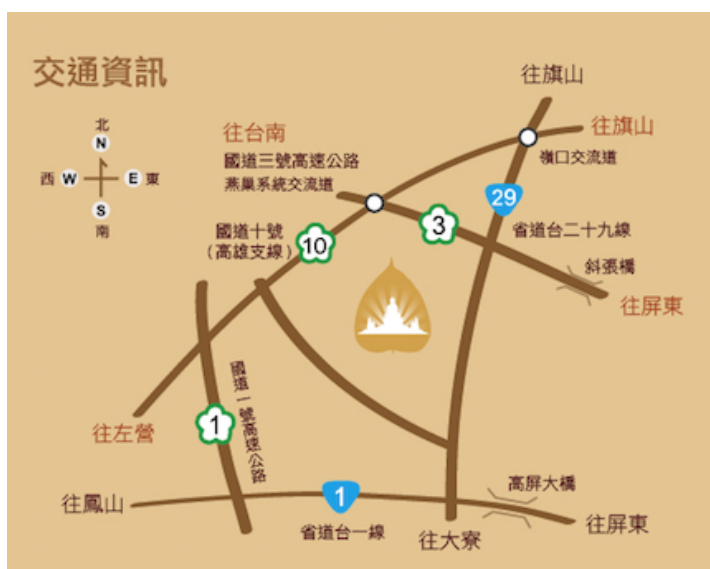 交通資訊
北
N
西 W E 東
S
南
往旗山
往旗山
嶺口交流道
往台南
國道三號高速公路
燕巢系統交流道
29
3
省道台二十九線
國道十號
(高雄支線)
10
斜張橋
往屏東
國道一號高速公路
1
往左營
高屏大橋
往鳳山
1
省道台一線
往大寮
往屏東